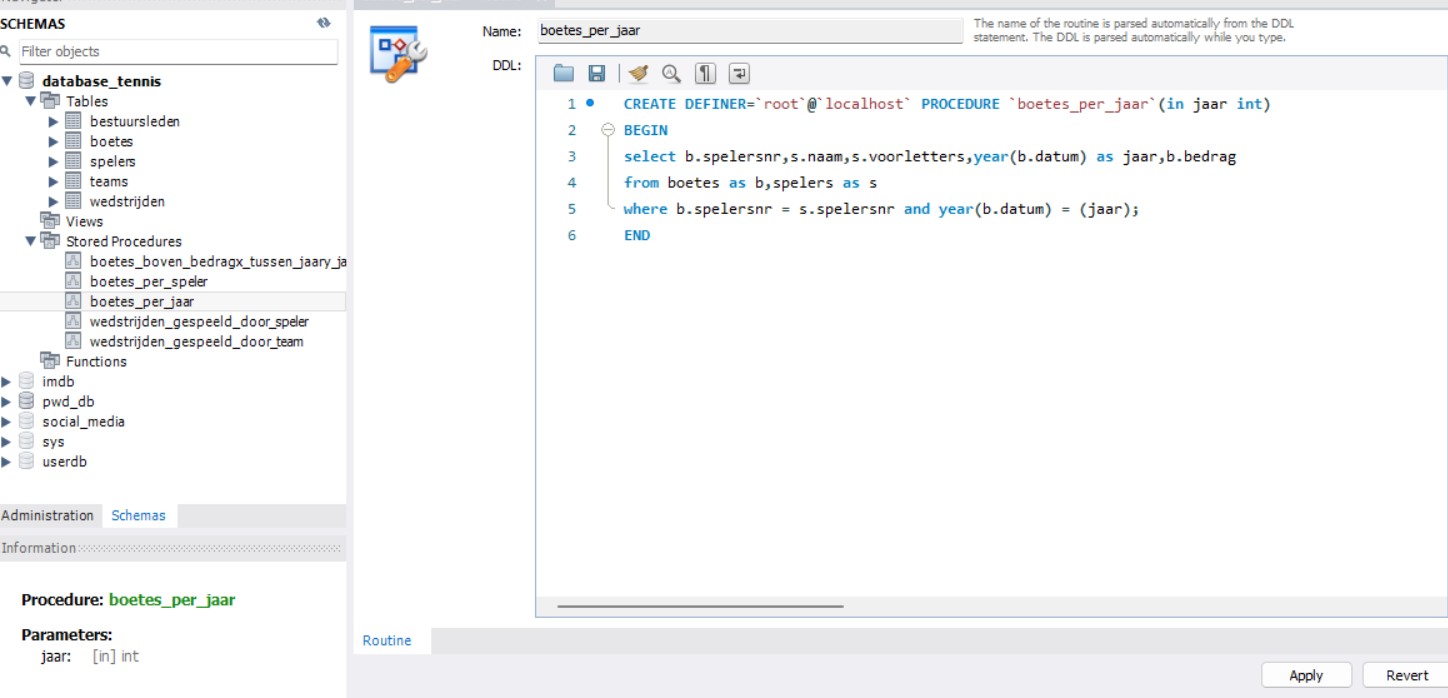 SCHEMAS
Filter objects
database_tennis
Tables
bestuursleden
boetes
spelers
teams
wedstrijden
Views
Stored Procedures
boetes_boven_bedragx_tussen_jaary_ja
boetes_per_speler
boetes_per_jaar
wedstrijden_gespeeld_door_speler
wedstrijden_gespeeld_door_team
Functions
imdb
pwd_db
social_media
sys
userdb
Administration Schemas
Information
Procedure: boetes_per_jaar
Parameters:
jaar: [in] int
Name: boetes_per_jaar
The name of the routine is parsed automatically from the DDL
statement. The DDL is parsed automatically while you type.
DDL:
1 CREATE DEFINER=`root`@`localhost` PROCEDURE `boetes_per_jaar`(in jaar int)
2 BEGIN
3 select b.spelersnr,s.naam,s.voorletters,year(b.datum) as jaar,b.bedrag
4 from boetes as b,spelers as s
5 where b.spelersnr = s.spelersnr and year(b.datum) = (jaar);
6 END
Routine
Apply Revert